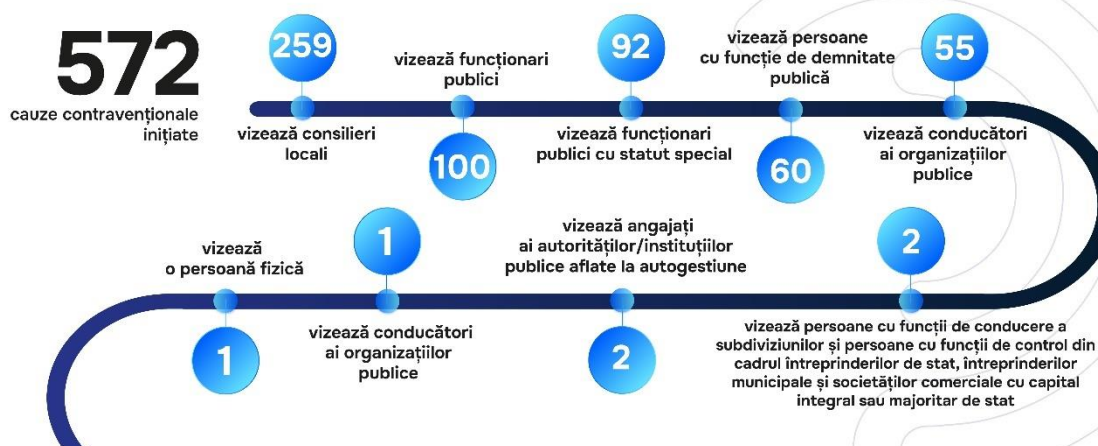 572
cauze contravenționale
inițiate
259
vizează consilieri
locali
vizează funcționari
publici
100
92
vizează funcționari
publici cu statut special
vizează persoane
cu funcție de demnitate
publică
60
55
vizează conducători
ai organizațiilor
publice
2
vizează persoane cu funcții de conducere a
subdiviziunilor și persoane cu funcții de control din
cadrul întreprinderilor de stat, întreprinderilor
municipale și societăților comerciale cu capital
integral sau majoritar de stat
vizează angajați
ai autorităților/instituțiilor
publice aflate la autogestiune
2
1
vizează conducători
ai organizațiilor
publice
vizează
o persoană fizică
1